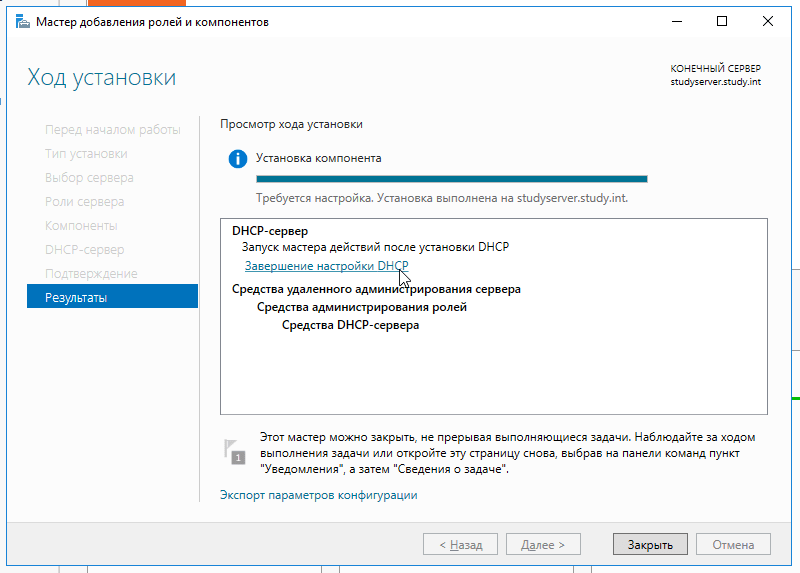 Мастер добавления ролей и компонентов
Ход установки
КОНЕЧНЫЙ СЕРВЕР
studyserver.study.int
Перед началом работы
Тип установки
Выбор сервера
Роли сервера
Компоненты
DHCP-сервер
Подтверждение
Результаты
Просмотр хода установки
Установка компонента
Требуется настройка. Установка выполнена на studyserver.study.int.
DHCP-сервер
Запуск мастера действий после установки DHCP
Завершение настройки DHCP
Средства удаленного администрирования сервера
Средства администрирования ролей
Средства DHCP-сервера
1
Этот мастер можно закрыть, не прерывая выполняющиеся задачи. Наблюдайте за ходом
выполнения задачи или откройте эту страницу снова, выбрав на панели команд пункт
"Уведомления", а затем "Сведения о задаче".
Экспорт параметров конфигурации
< Назад
Далее >
Закрыть
Отмена